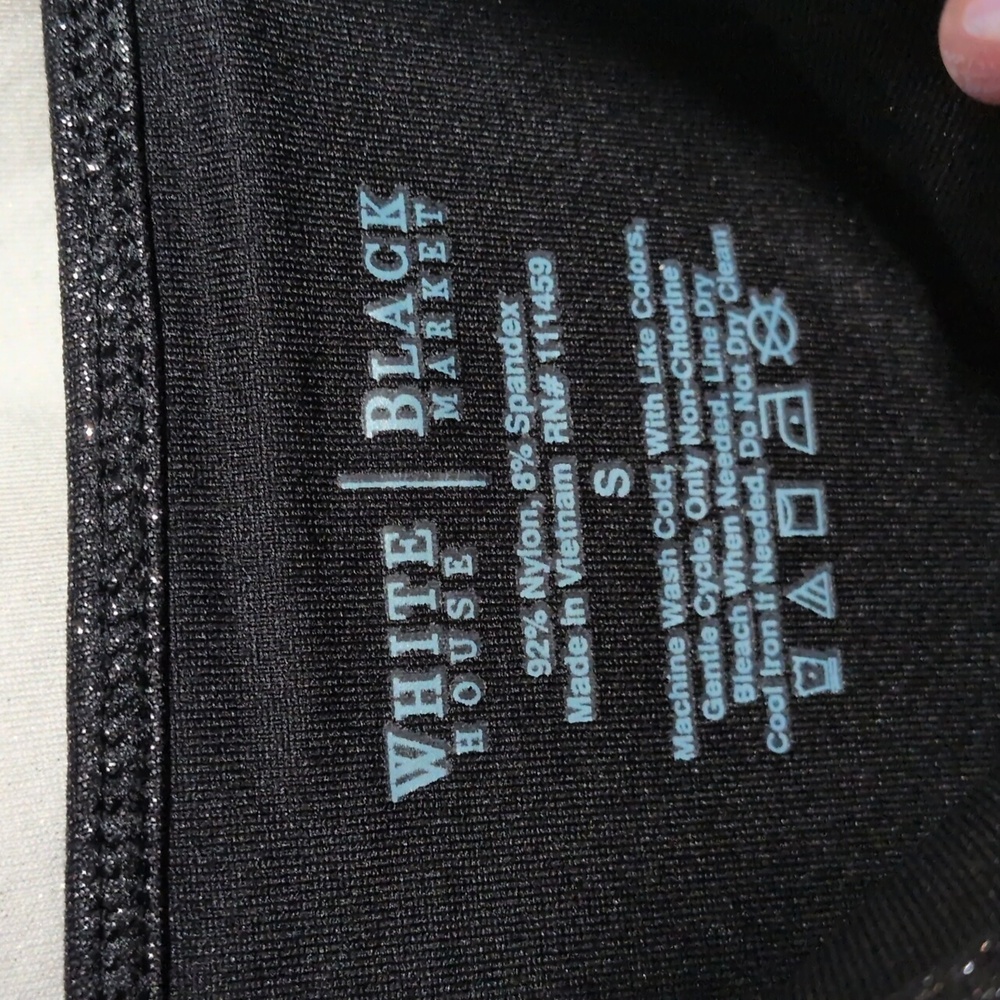 WHITE | BLACK
HOUSE | MARKET
92% Nylon, 8% Spandex
Made in Vietnam RN# 111459
S
Machine Wash Cold, With Like Colors,
Gentle Cycle, Only Non-Chlorine
Bleach When Needed, Line Dry
Cool Iron If Needed, Do Not Dry Clean